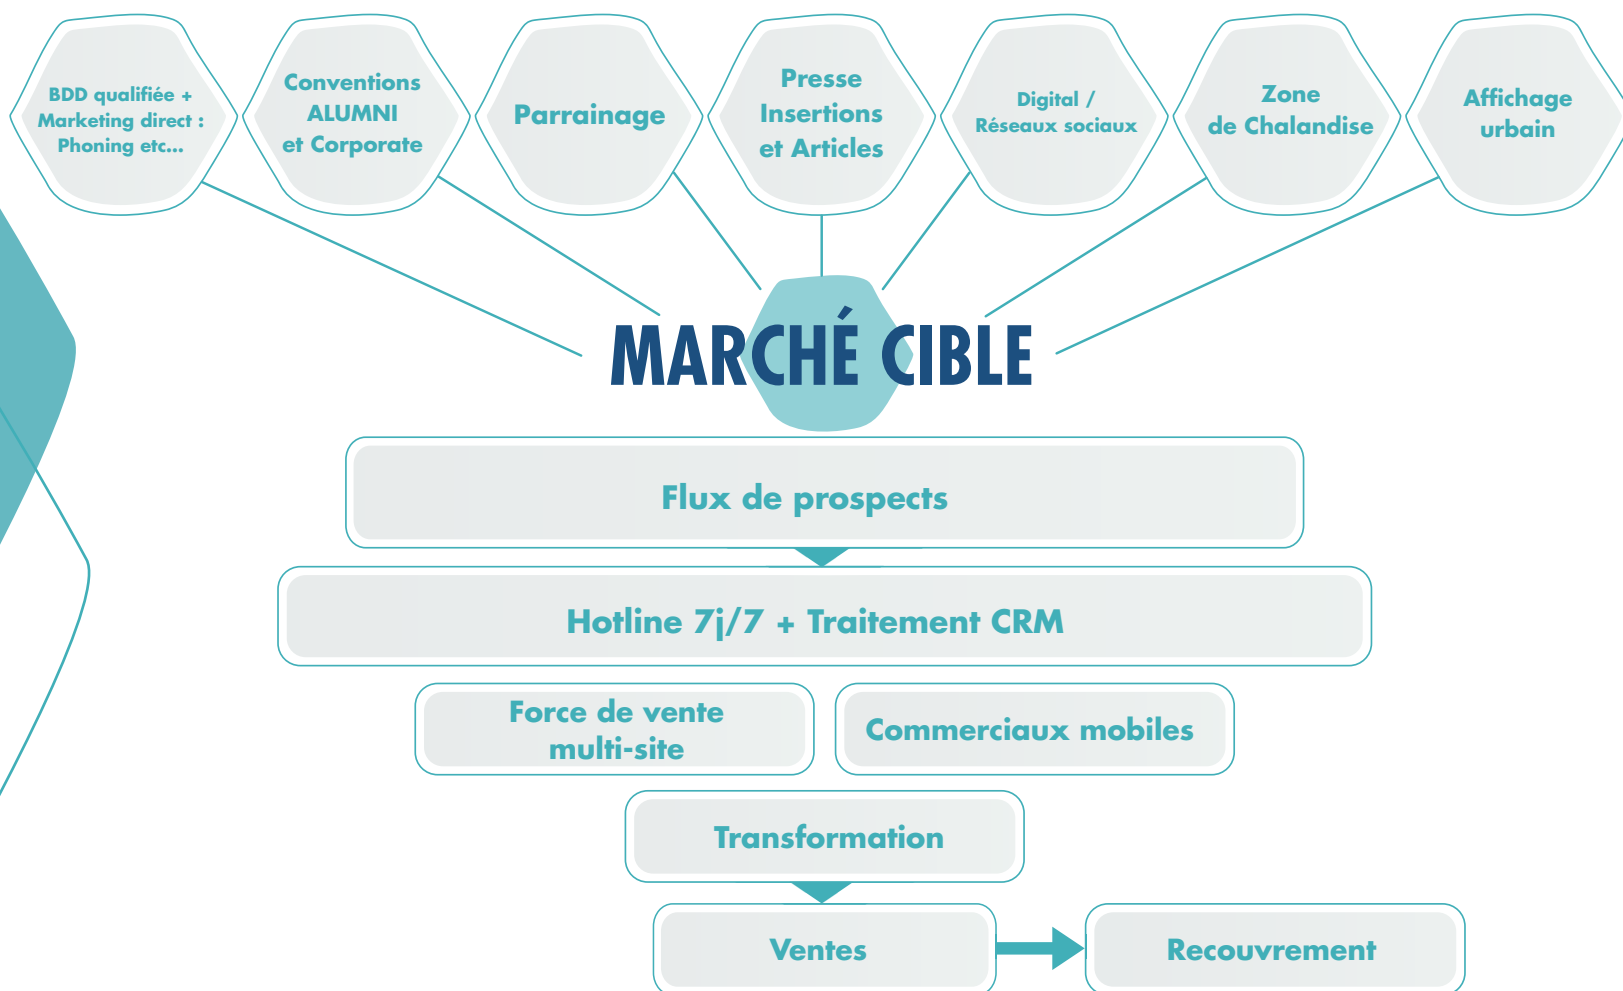 BDD qualifiée +
Marketing direct :
Phoning etc...
Conventions
ALUMNI
et Corporate
Parrainage
Presse
Insertions
et Articles
Digital /
Réseaux sociaux
Zone
de Chalandise
Affichage
urbain
MARCHÉ CIBLE
Flux de prospects
Hotline 7j/7 + Traitement CRM
Force de vente
multi-site
Commerciaux mobiles
Transformation
Ventes
Recouvrement